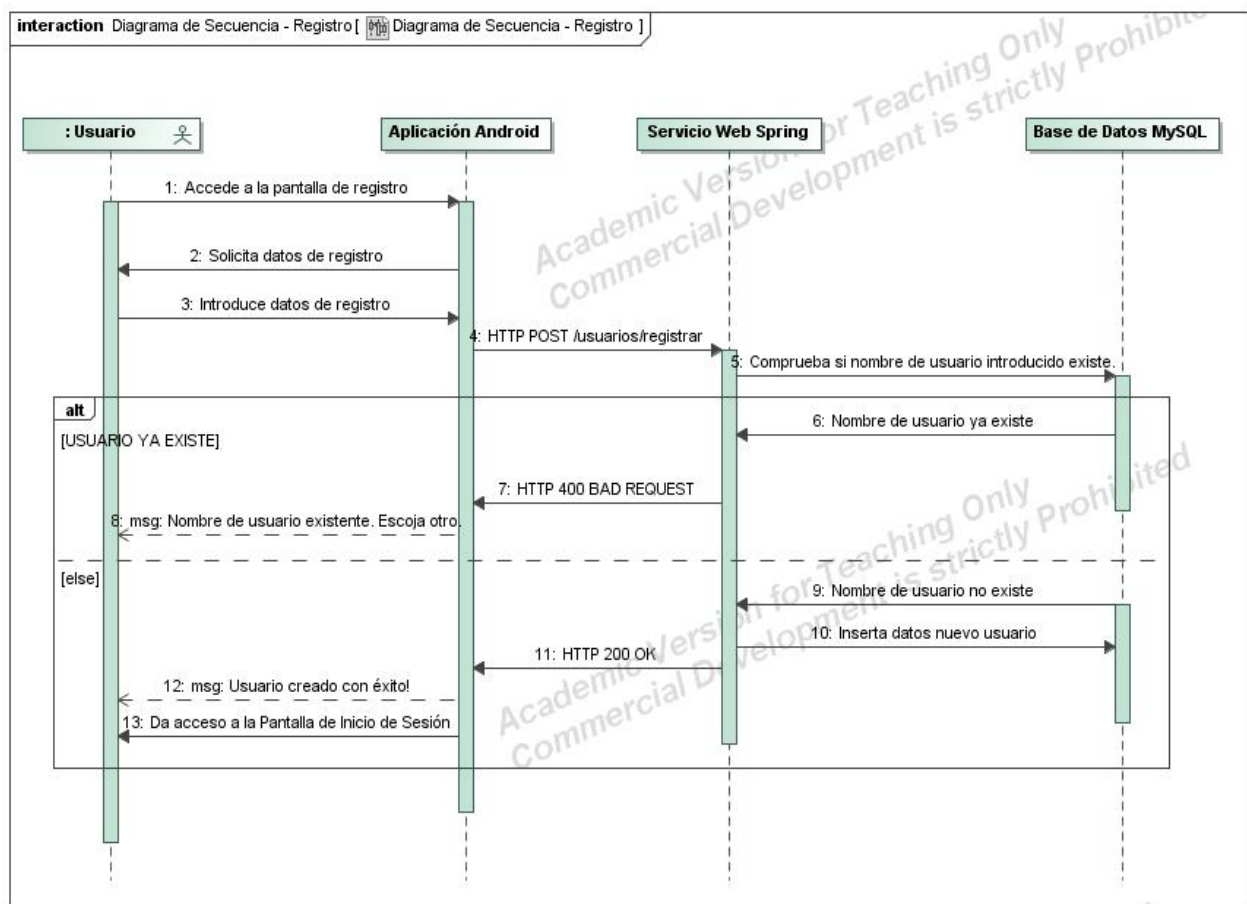 interaction Diagrama de Secuencia - Registro [ Diagrama de Secuencia - Registro ]
: Usuario
Aplicación Android
Servicio Web Spring
Base de Datos MySQL
1: Accede a la pantalla de registro
2: Solicita datos de registro
3: Introduce datos de registro
4: HTTP POST /usuarios/registrar
5: Comprueba si nombre de usuario introducido existe.
alt
[USUARIO YA EXISTE]
6: Nombre de usuario ya existe
7: HTTP 400 BAD REQUEST
8: msg: Nombre de usuario existente. Escoja otro.
[else]
9: Nombre de usuario no existe
10: Inserta datos nuevo usuario
11: HTTP 200 OK
12: msg: Usuario creado con éxito!
13: Da acceso a la Pantalla de Inicio de Sesión
Academic Version for Teaching Only
Commercial Development is strictly Prohibited
Academic Version for Teaching Only
Commercial Development is strictly Prohibited